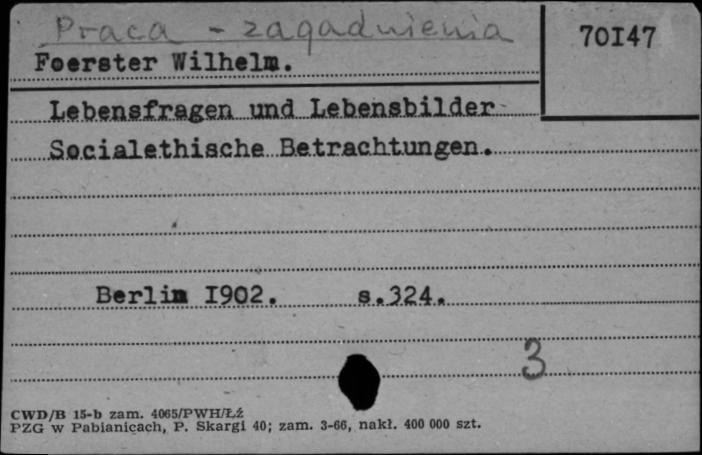 Praca - zagadnienia
70I47
Foerster Wilhelm.
Lebensfragen und Lebensbilder
Socialethische Betrachtungen.
Berlin I902. s.324.
3
CWD/B 15-b zam. 4065/PWH/Łź
PZG w Pabianicach, P. Skargi 40; zam. 3-66, nakł. 400 000 szt.